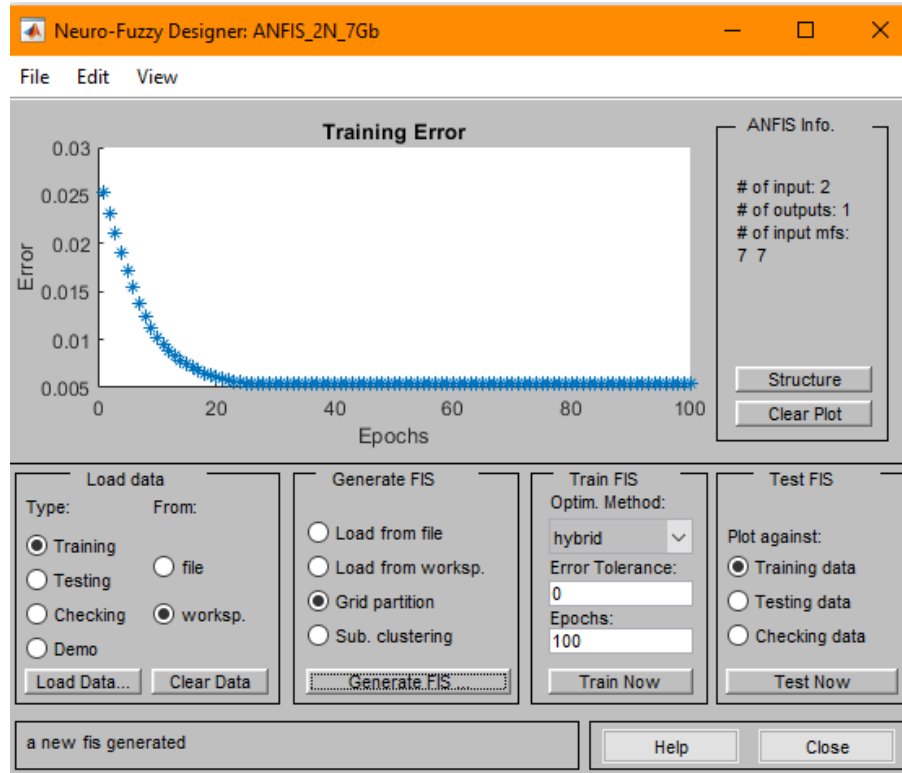 Neuro-Fuzzy Designer: ANFIS_2N_7Gb
File Edit View
Training Error
0.03
0.025
0.02
0.015
0.01
0.005
Error
0 20 40 60 80 100
Epochs
ANFIS Info.
# of input: 2
# of outputs: 1
# of input mfs:
7 7
Structure
Clear Plot
Load data
Type: From:
Training
Testing
Checking
Demo
file
worksp.
Load Data... Clear Data
Generate FIS
Load from file
Load from worksp.
Grid partition
Sub. clustering
Generate FIS ...
Train FIS
Optim. Method:
hybrid
Error Tolerance:
0
Epochs:
100
Train Now
Test FIS
Plot against:
Training data
Testing data
Checking data
Test Now
a new fis generated
Help Close